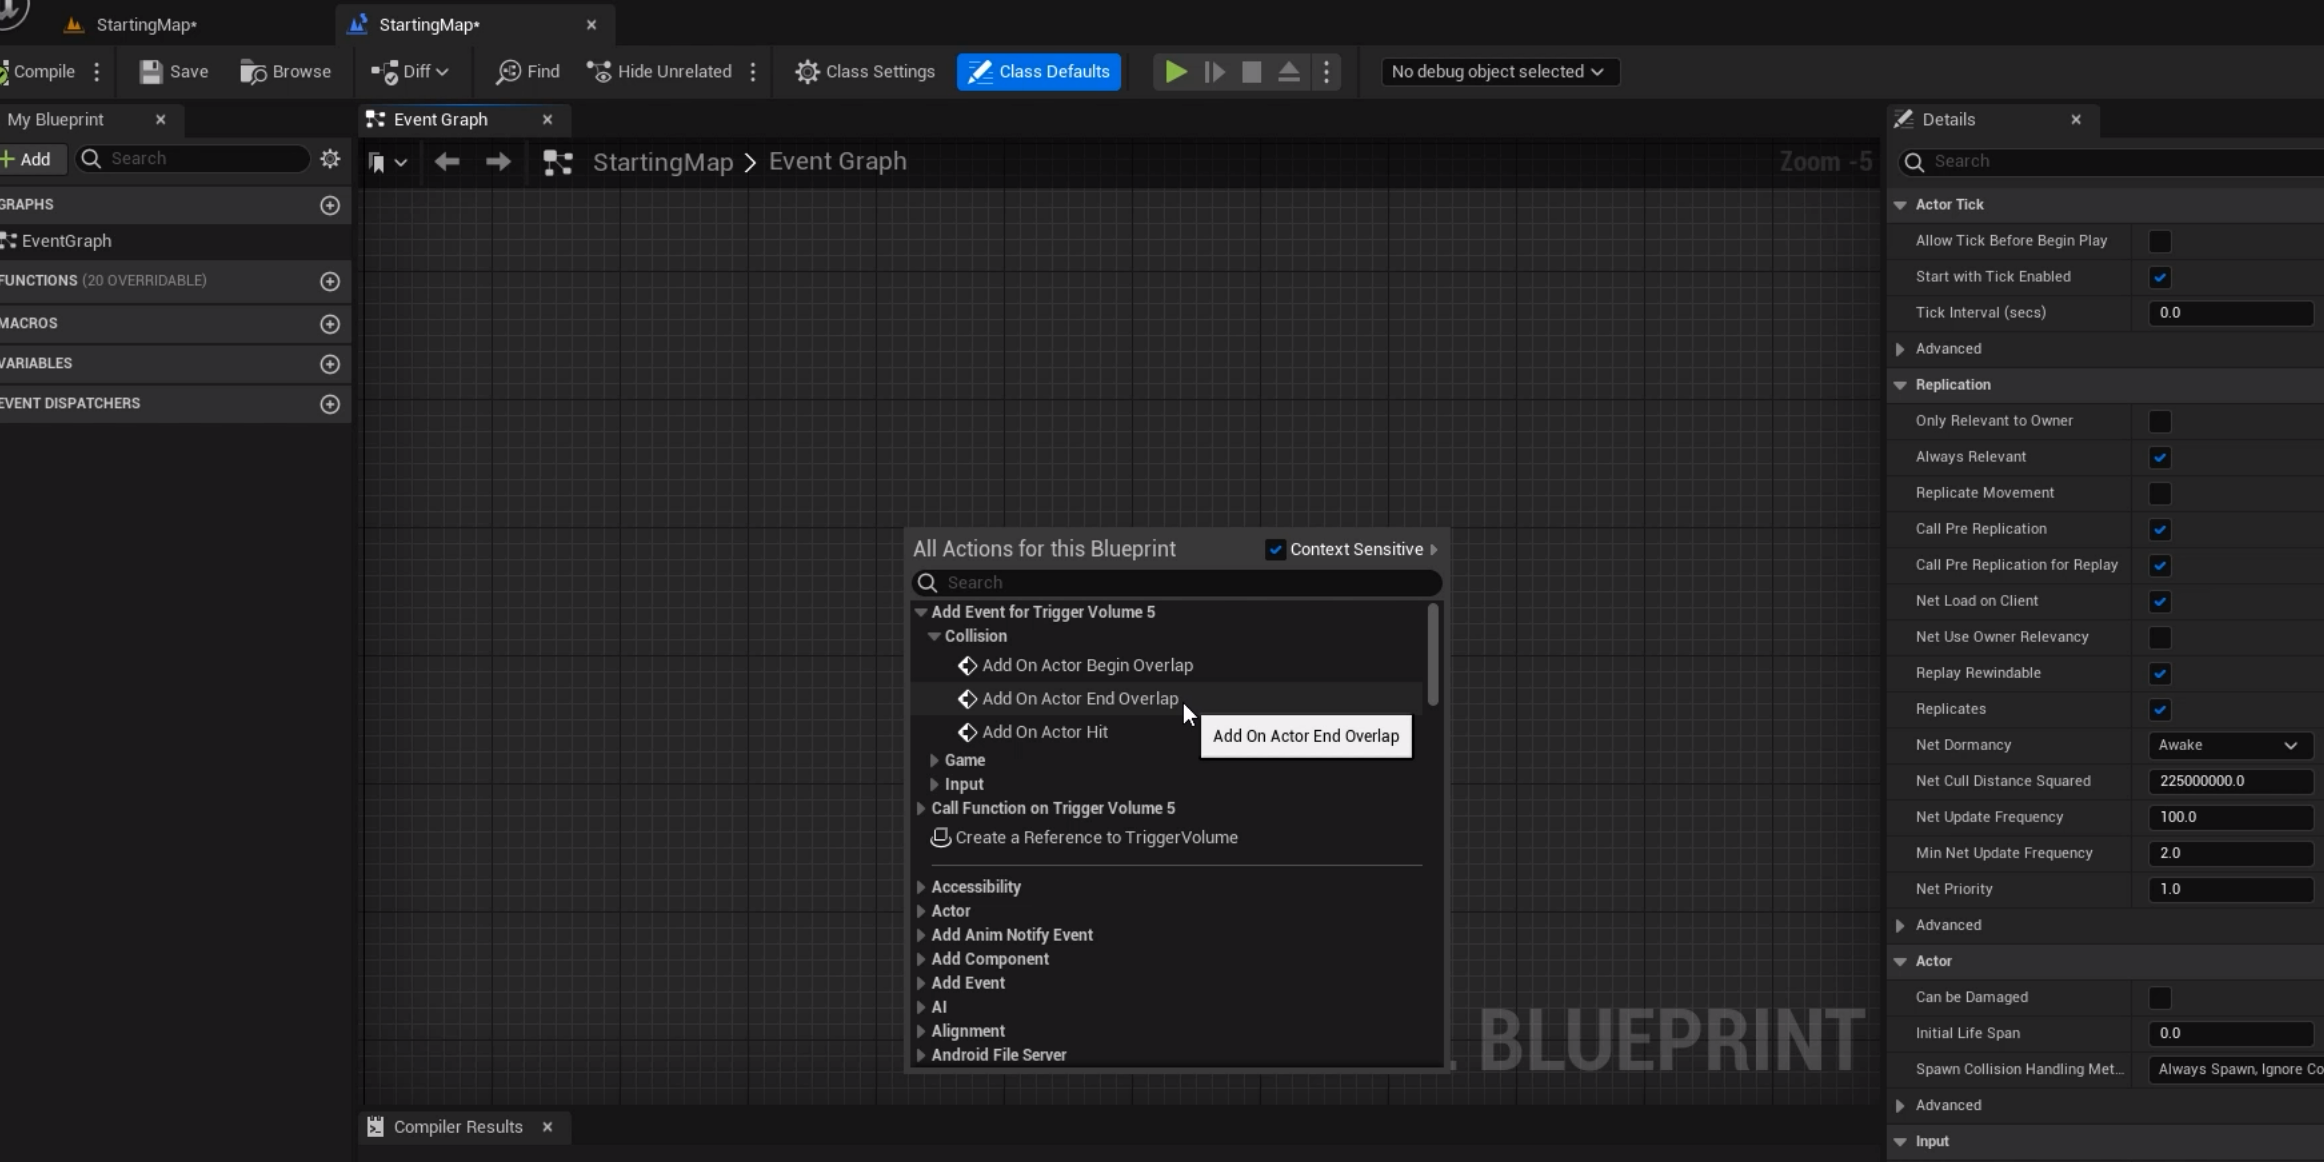 StartingMap*
StartingMap*
Compile
Save
Browse
Diff
Find
Hide Unrelated
Class Settings
Class Defaults
No debug object selected
My Blueprint
Event Graph
Details
Add
Search
StartingMap > Event Graph
Zoom -5
Search
GRAPHS
EventGraph
FUNCTIONS (20 OVERRIDABLE)
MACROS
VARIABLES
EVENT DISPATCHERS
All Actions for this Blueprint
Context Sensitive
Search
Add Event for Trigger Volume 5
Collision
Add On Actor Begin Overlap
Add On Actor End Overlap
Add On Actor Hit
Add On Actor End Overlap
Game
Input
Call Function on Trigger Volume 5
Create a Reference to TriggerVolume
Accessibility
Actor
Add Anim Notify Event
Add Component
Add Event
AI
Alignment
Android File Server
BLUEPRINT
Compiler Results
Actor Tick
Allow Tick Before Begin Play
Start with Tick Enabled
Tick Interval (secs) 0.0
Advanced
Replication
Only Relevant to Owner
Always Relevant
Replicate Movement
Call Pre Replication
Call Pre Replication for Replay
Net Load on Client
Net Use Owner Relevancy
Replay Rewindable
Replicates
Net Dormancy Awake
Net Cull Distance Squared 225000000.0
Net Update Frequency 100.0
Min Net Update Frequency 2.0
Net Priority 1.0
Advanced
Actor
Can be Damaged
Initial Life Span 0.0
Spawn Collision Handling Met... Always Spawn, Ignore Co
Advanced
Input